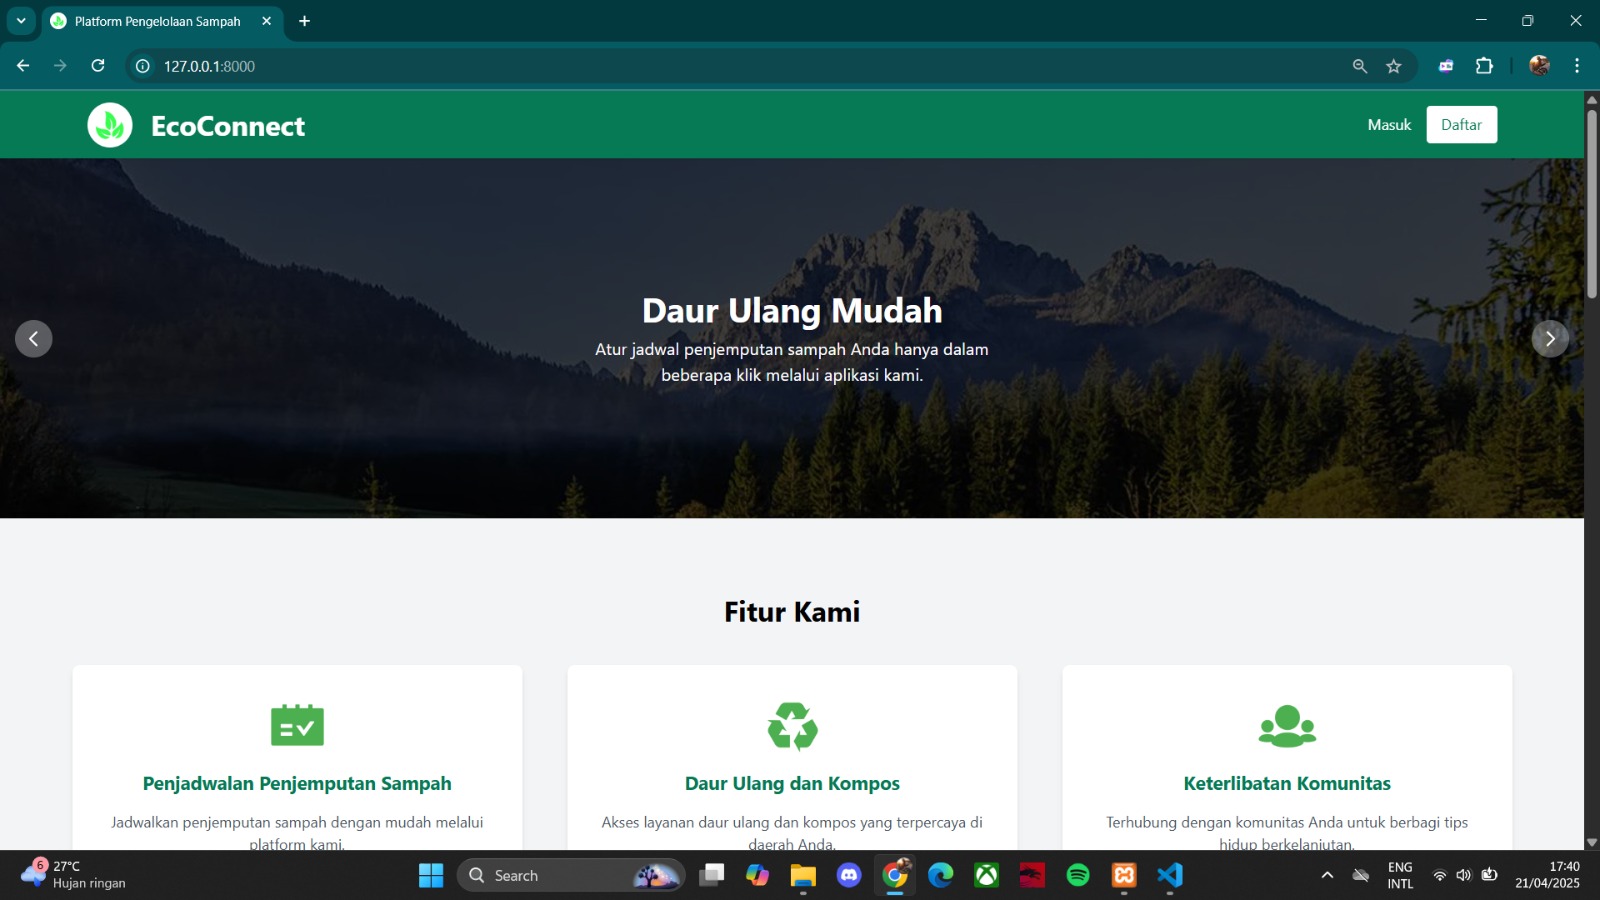 Platform Pengelolaan Sampah
127.0.0.1:8000
EcoConnect
Masuk
Daftar
Daur Ulang Mudah
Atur jadwal penjemputan sampah Anda hanya dalam
beberapa klik melalui aplikasi kami.
Fitur Kami
Penjadwalan Penjemputan Sampah
Jadwalkan penjemputan sampah dengan mudah melalui
platform kami.
Daur Ulang dan Kompos
Akses layanan daur ulang dan kompos yang terpercaya di
daerah Anda.
Keterlibatan Komunitas
Terhubung dengan komunitas Anda untuk berbagi tips
hidup berkelanjutan.
6
27°C
Hujan ringan
Search
ENG
INTL
17:40
21/04/2025